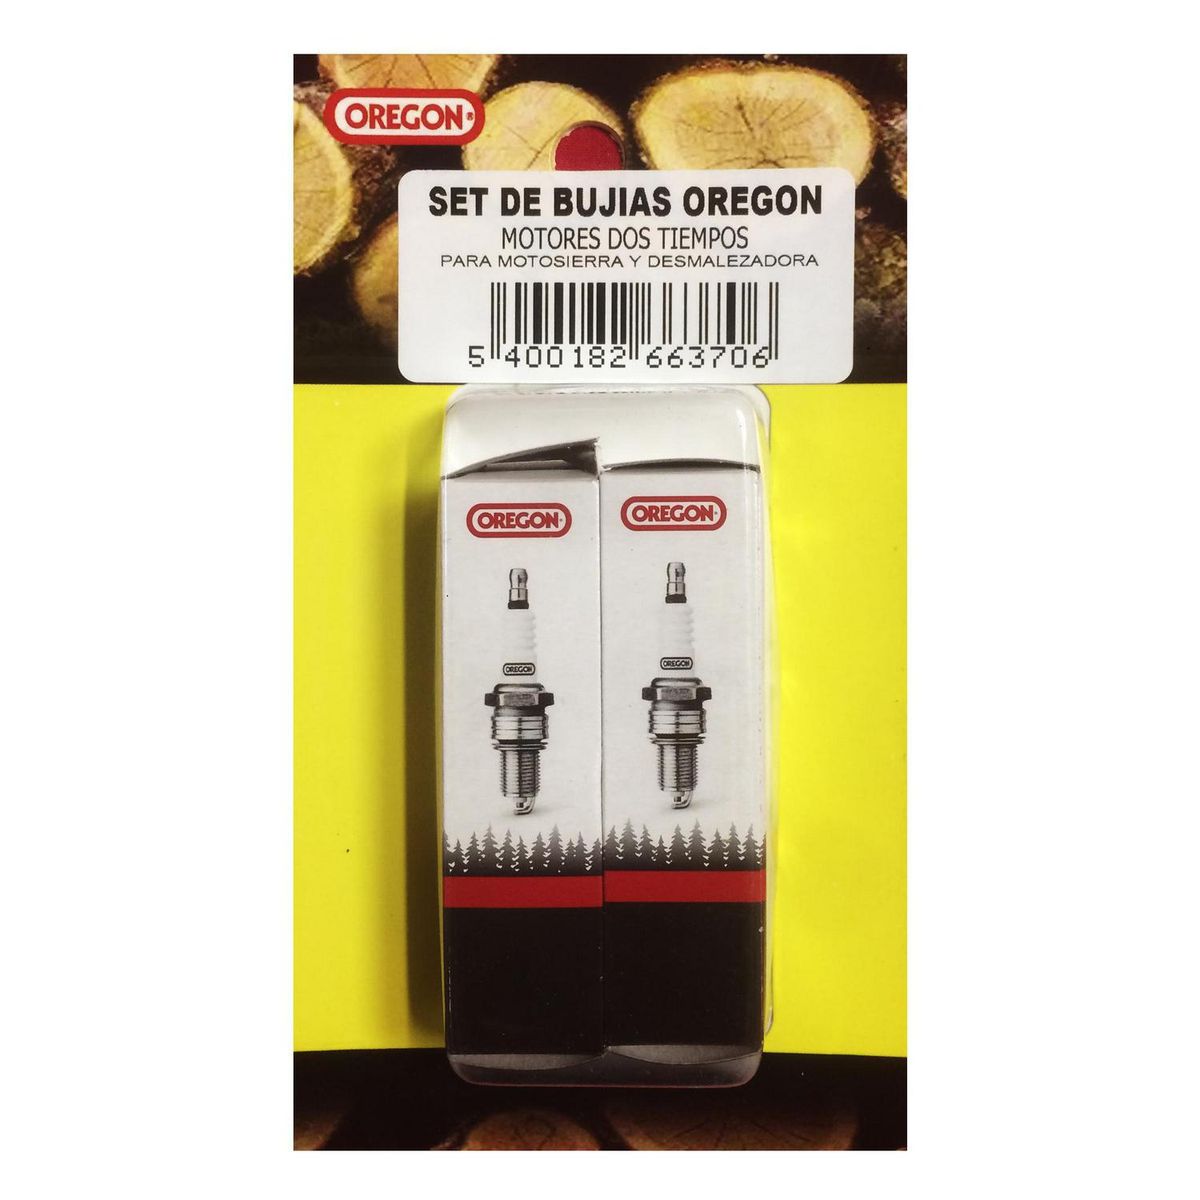 OREGON®
SET DE BUJIAS OREGON
MOTORES DOS TIEMPOS
PARA MOTOSIERRA Y DESMALEZADORA
5 400182 663706
OREGON
OREGON
OREGON
OREGON